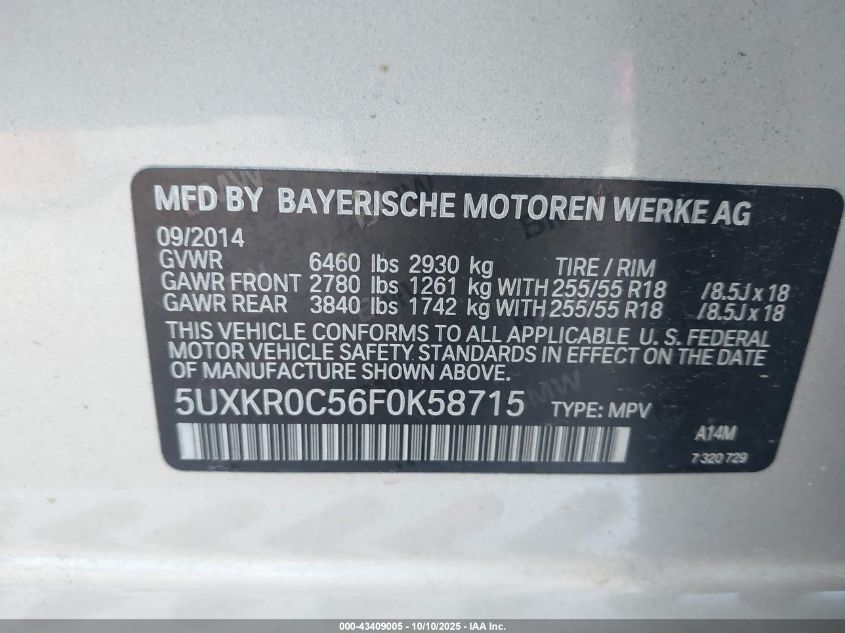 MFD BY BAYERISCHE MOTOREN WERKE AG
09/2014
GVWR 6460 lbs 2930 kg TIRE / RIM
GAWR FRONT 2780 lbs 1261 kg WITH 255/55 R18 /8.5J x 18
GAWR REAR 3840 lbs 1742 kg WITH 255/55 R18 /8.5J x 18
THIS VEHICLE CONFORMS TO ALL APPLICABLE U. S. FEDERAL
MOTOR VEHICLE SAFETY STANDARDS IN EFFECT ON THE DATE
OF MANUFACTURE SHOWN ABOVE.
5UXKR0C56F0K58715 TYPE: MPV
A14M
7 320 729
000-43409005 - 10/10/2025 - IAA Inc.